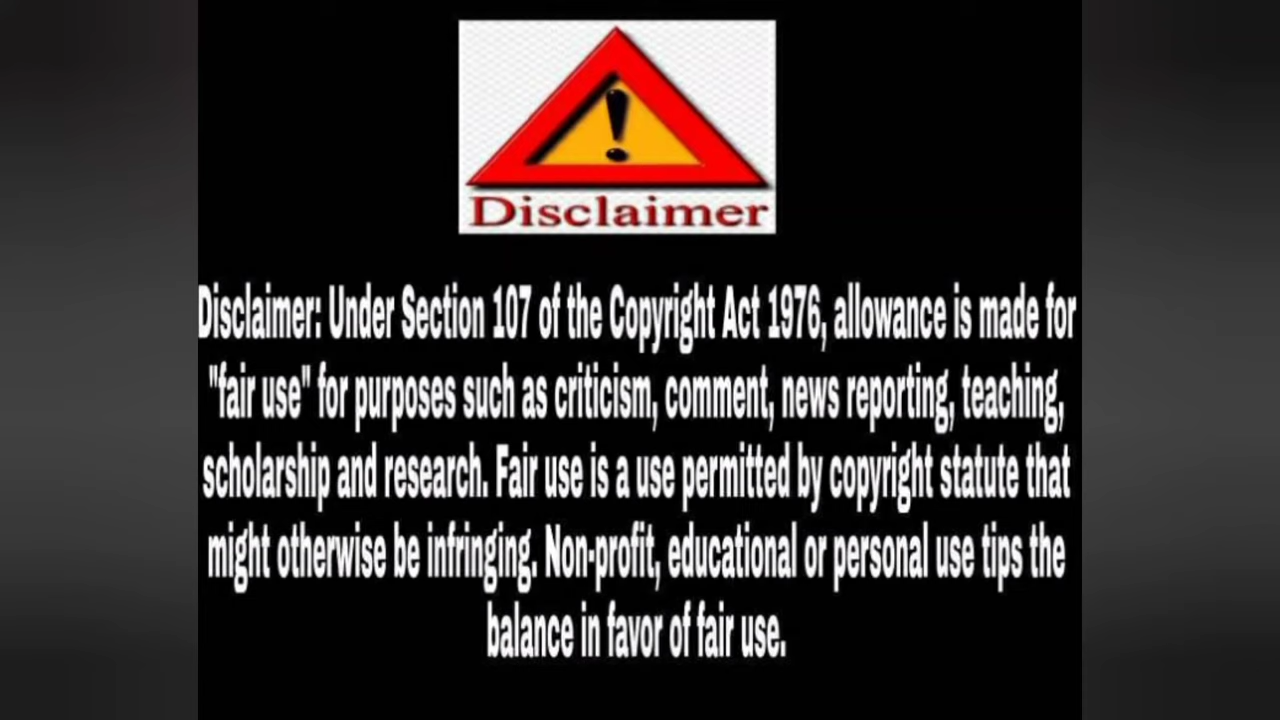 Disclaimer
Disclaimer: Under Section 107 of the Copyright Act 1976, allowance is made for
"fair use" for purposes such as criticism, comment, news reporting, teaching,
scholarship and research. Fair use is a use permitted by copyright statute that
might otherwise be infringing. Non-profit, educational or personal use tips the
balance in favor of fair use.